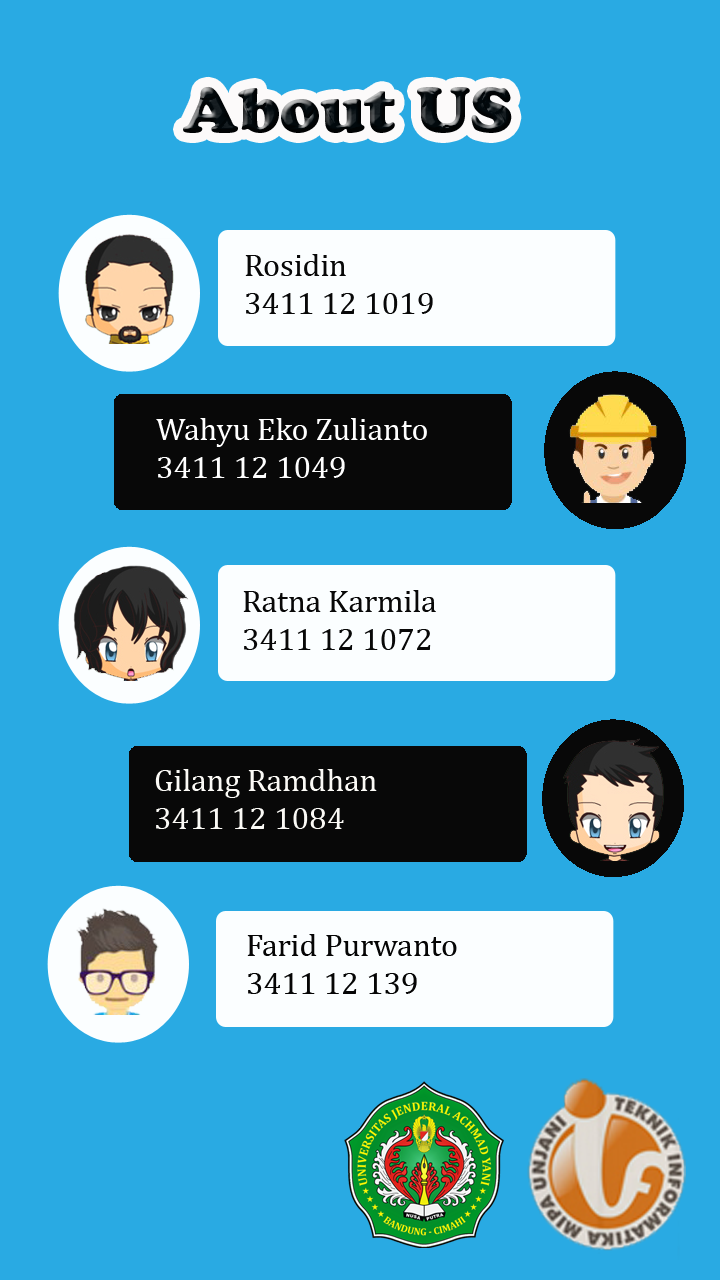 About US
Rosidin
3411 12 1019
Wahyu Eko Zulianto
3411 12 1049
Ratna Karmila
3411 12 1072
Gilang Ramdhan
3411 12 1084
Farid Purwanto
3411 12 139
UNIVERSITAS JENDERAL ACHMAD YANI
BANDUNG - CIMAHI
TEKNIK INFORMATIKA MIPA UNJANI